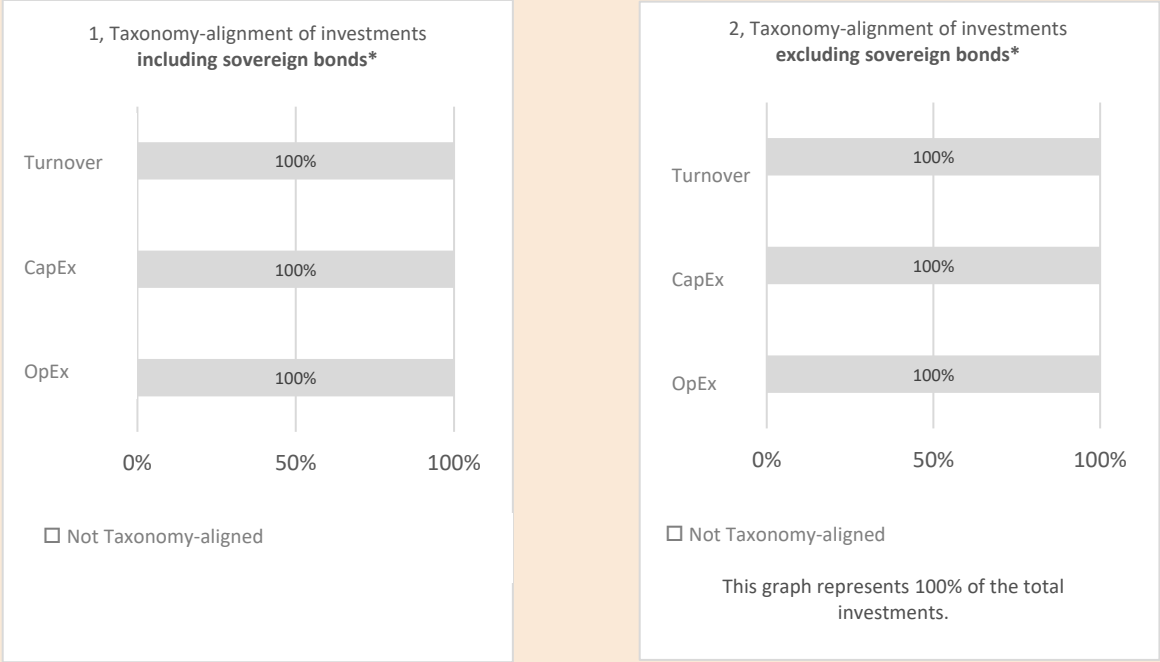 1, Taxonomy-alignment of investments
including sovereign bonds*
Turnover
100%
CapEx
100%
OpEx
100%
0%
50%
100%
Not Taxonomy-aligned
2, Taxonomy-alignment of investments
excluding sovereign bonds*
Turnover
100%
CapEx
100%
OpEx
100%
0%
50%
100%
Not Taxonomy-aligned
This graph represents 100% of the total
investments.